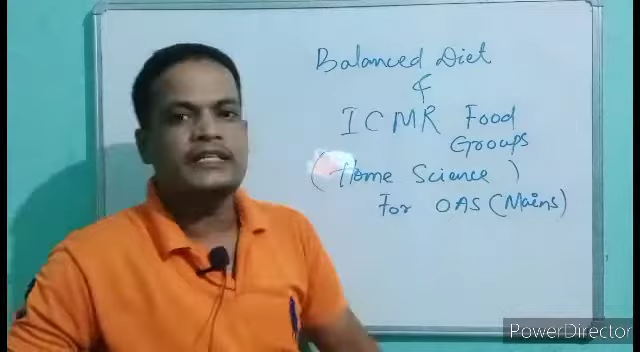 Balanced Diet
&
ICMR Food
Groups
(Home Science)
For OAS (Mains)
PowerDirector